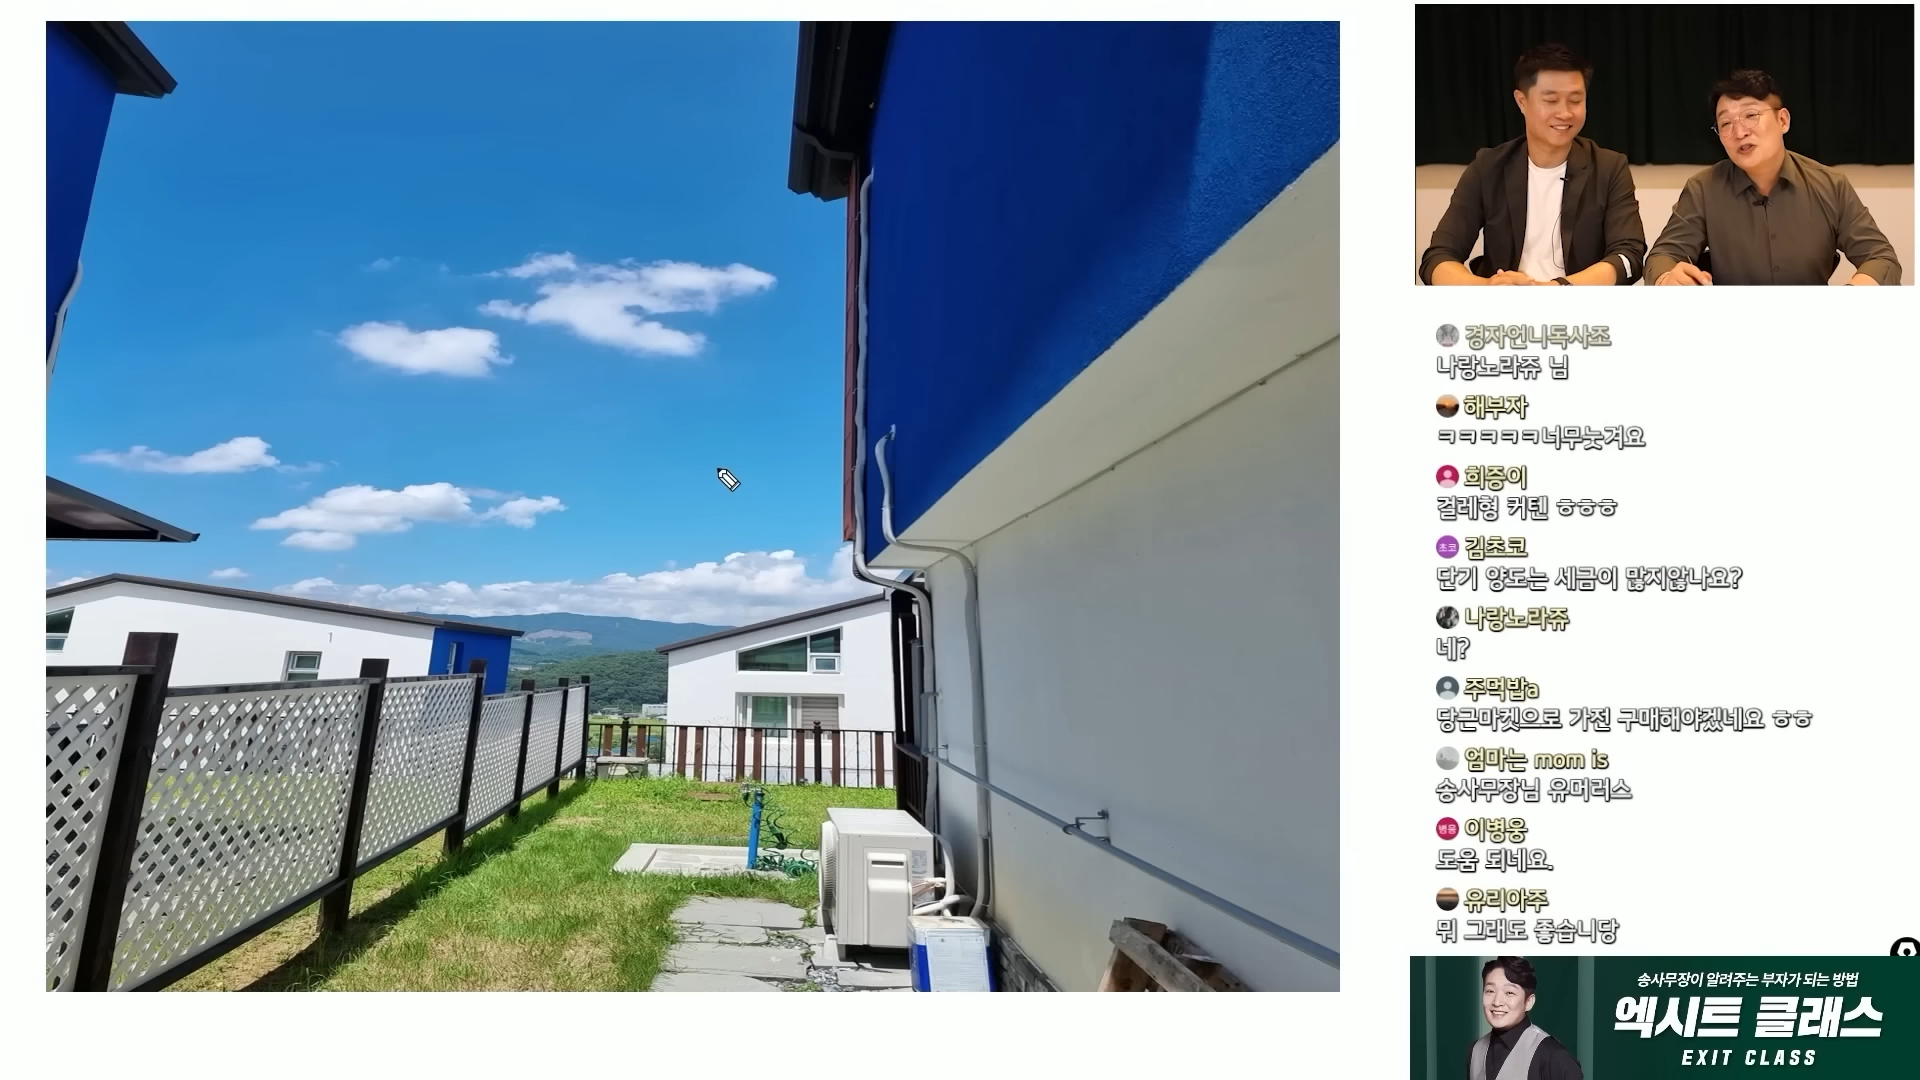 경자언니독사조
나랑노라쥬 님
해부자
ㅋㅋㅋㅋㅋ너무눗겨요
희증이
걸레형 커텐 ㅎㅎㅎ
초코 김초코
단기 양도는 세금이 많지않나요?
나랑노라쥬
네?
주먹밥a
당근마켓으로 가전 구매해야겠네요 ㅎㅎ
엄마는 mom is
송사무장님 유머러스
병웅 이병웅
도움 되네요.
유리아주
뭐 그래도 좋습니당
송사무장이 알려주는 부자가 되는 방법
엑시트 클래스
EXIT CLASS